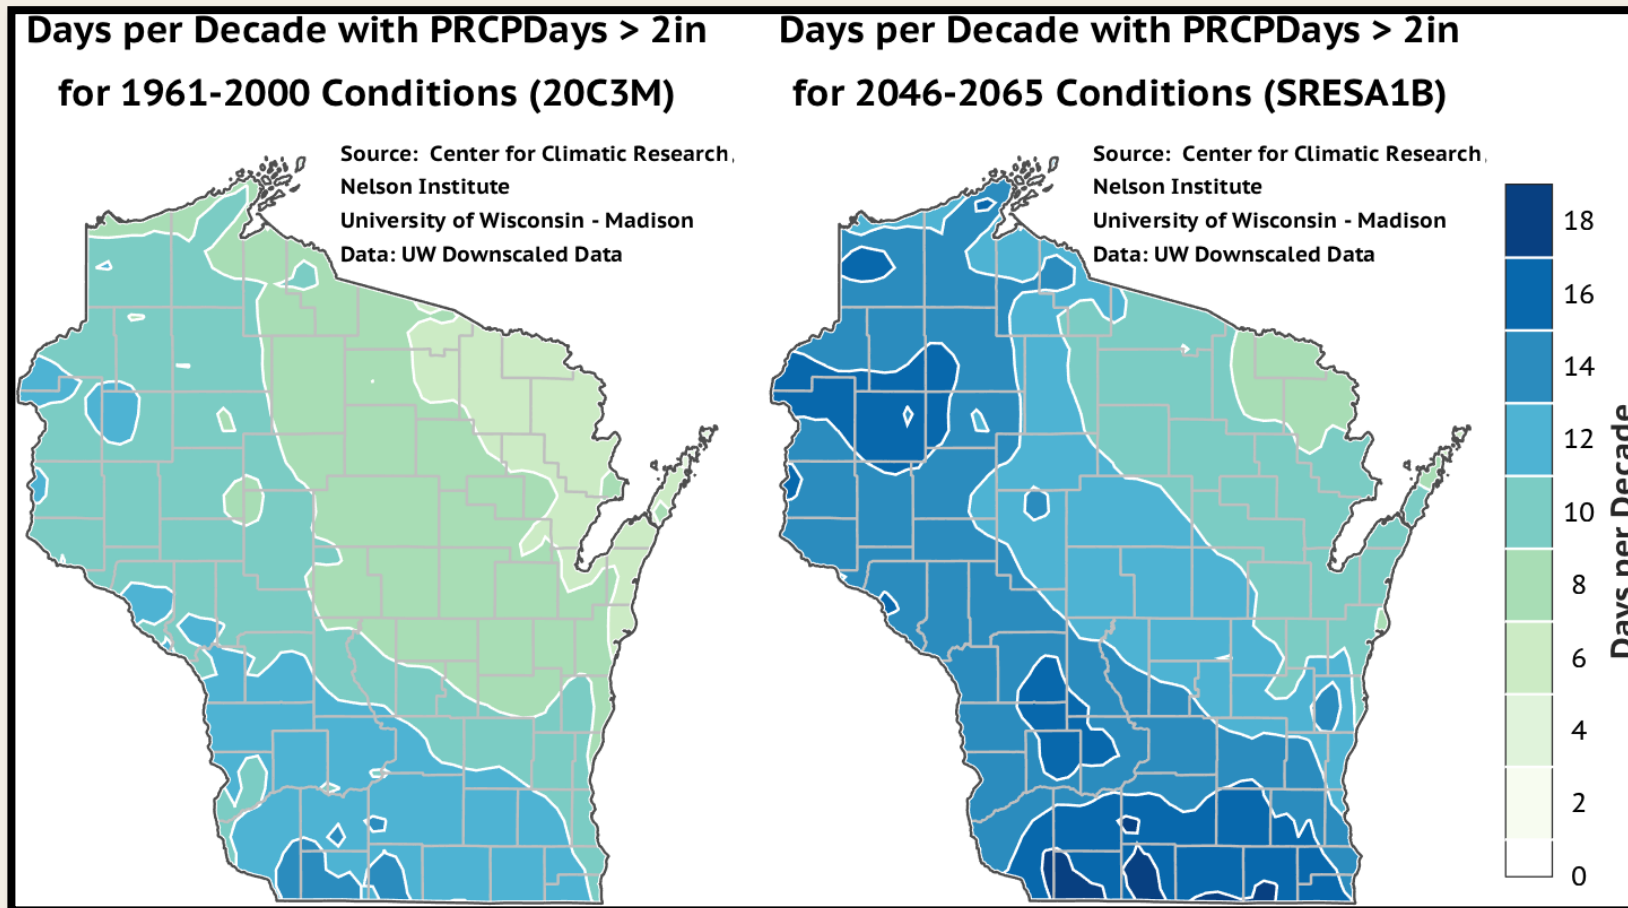 Days per Decade with PRCPDays > 2in
for 1961-2000 Conditions (20C3M)
Source:  Center for Climatic Research,
Nelson Institute
University of Wisconsin - Madison
Data: UW Downscaled Data
Days per Decade with PRCPDays > 2in
for 2046-2065 Conditions (SRESA1B)
Source:  Center for Climatic Research,
Nelson Institute
University of Wisconsin - Madison
Data: UW Downscaled Data
18
16
14
12
10
8
6
4
2
0
Days per Decade